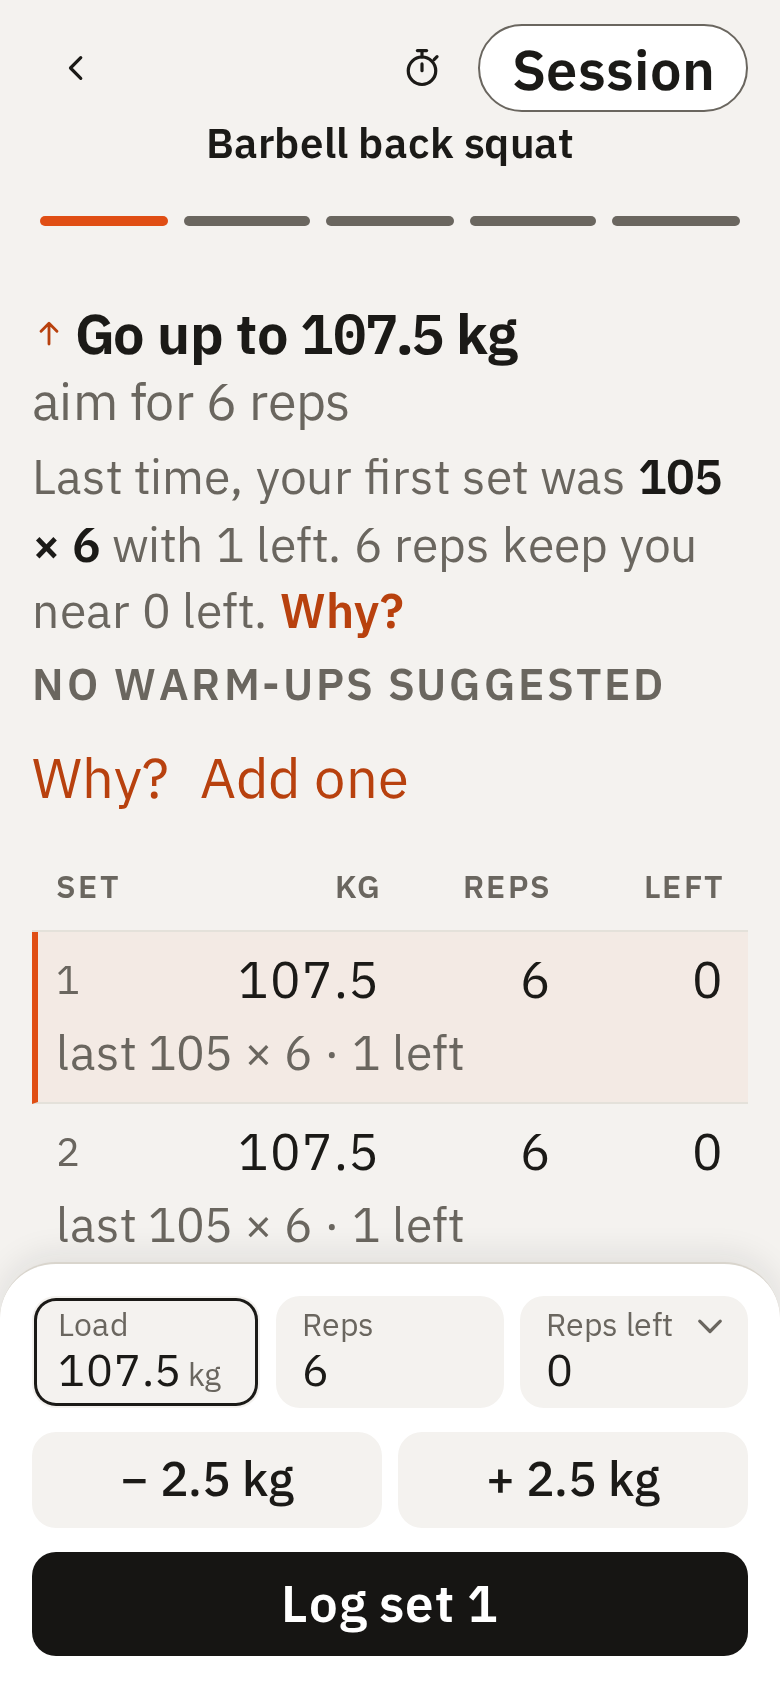 Session
Barbell back squat
↑ Go up to 107.5 kg
aim for 6 reps
Last time, your first set was 105
× 6 with 1 left. 6 reps keep you
near 0 left. Why?
NO WARM-UPS SUGGESTED
Why? Add one
SET KG REPS LEFT
1 107.5 6 0
last 105 × 6 · 1 left
2 107.5 6 0
last 105 × 6 · 1 left
Load Reps Reps left
107.5 kg 6 0
− 2.5 kg + 2.5 kg
Log set 1